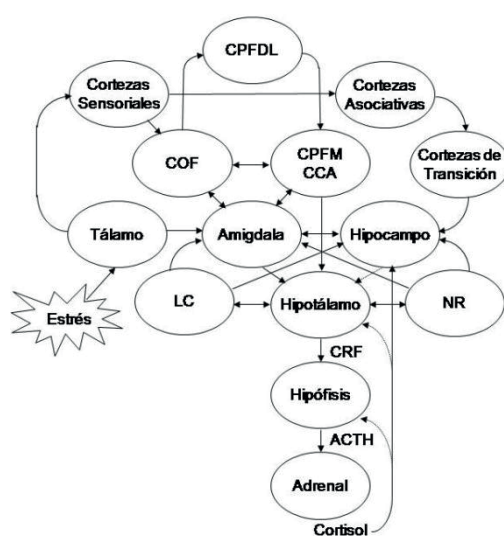 CPFDL
Cortezas
Sensoriales
Cortezas
Asociativas
COF
CPFM
CCA
Cortezas de
Transición
Tálamo
Amigdala
Hipocampo
Estrés
LC
Hipotálamo
NR
CRF
Hipófisis
ACTH
Adrenal
Cortisol